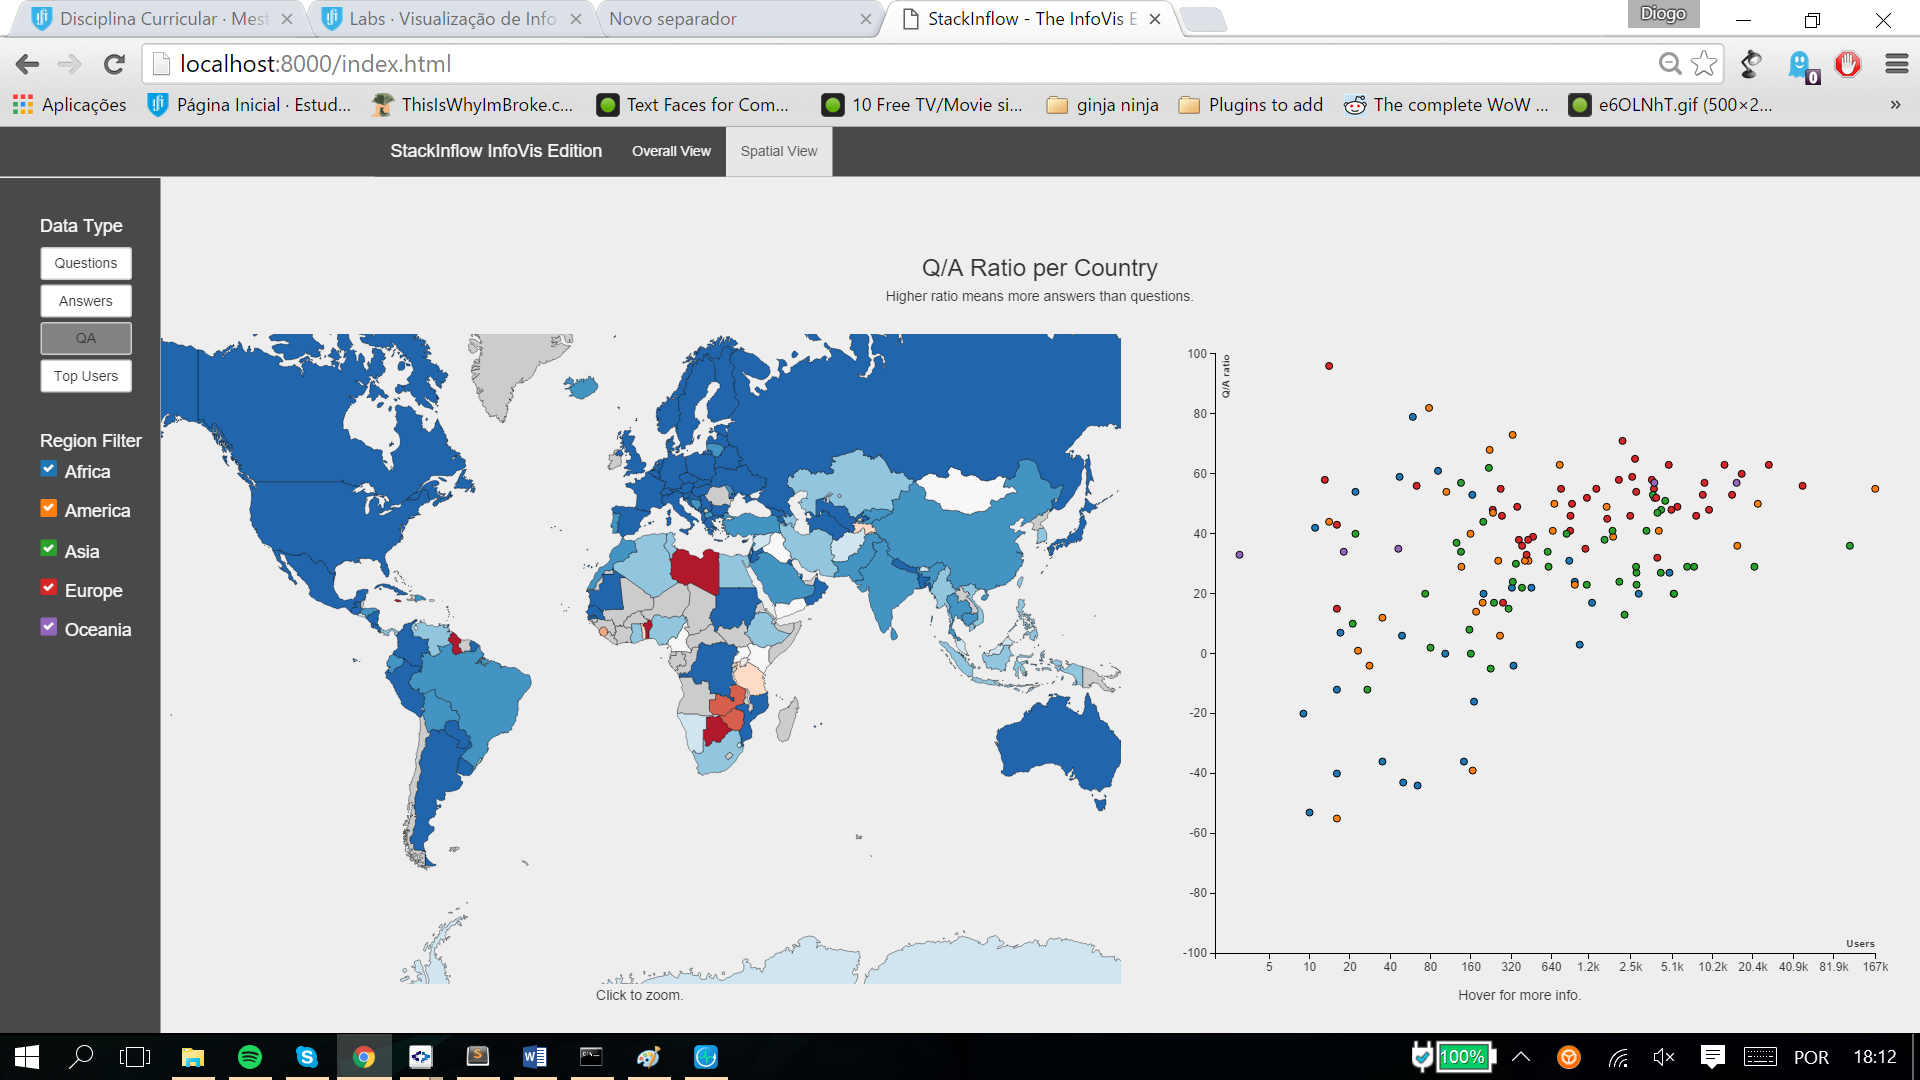 Disciplina Curricular · Mest
Labs · Visualização de Info
Novo separador
StackInflow - The InfoVis E
Diogo
localhost:8000/index.html
0
Aplicações
Página Inicial · Estud...
ThisIsWhyImBroke.c...
Text Faces for Com...
10 Free TV/Movie si...
ginja ninja
Plugins to add
The complete WoW ...
e6OLNhT.gif (500×2...
»
StackInflow InfoVis Edition
Overall View
Spatial View
Data Type
Questions
Answers
QA
Top Users
Region Filter
Africa
America
Asia
Europe
Oceania
Q/A Ratio per Country
Higher ratio means more answers than questions.
Click to zoom.
Q/A ratio
100
80
60
40
20
0
-20
-40
-60
-80
-100
Users
5 10 20 40 80 160 320 640 1.2k 2.5k 5.1k 10.2k 20.4k 40.9k 81.9k 167k
Hover for more info.
100%
POR
18:12